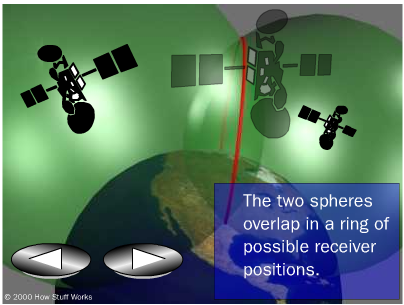 The two spheres
overlap in a ring of
possible receiver
positions.
© 2000 How Stuff Works